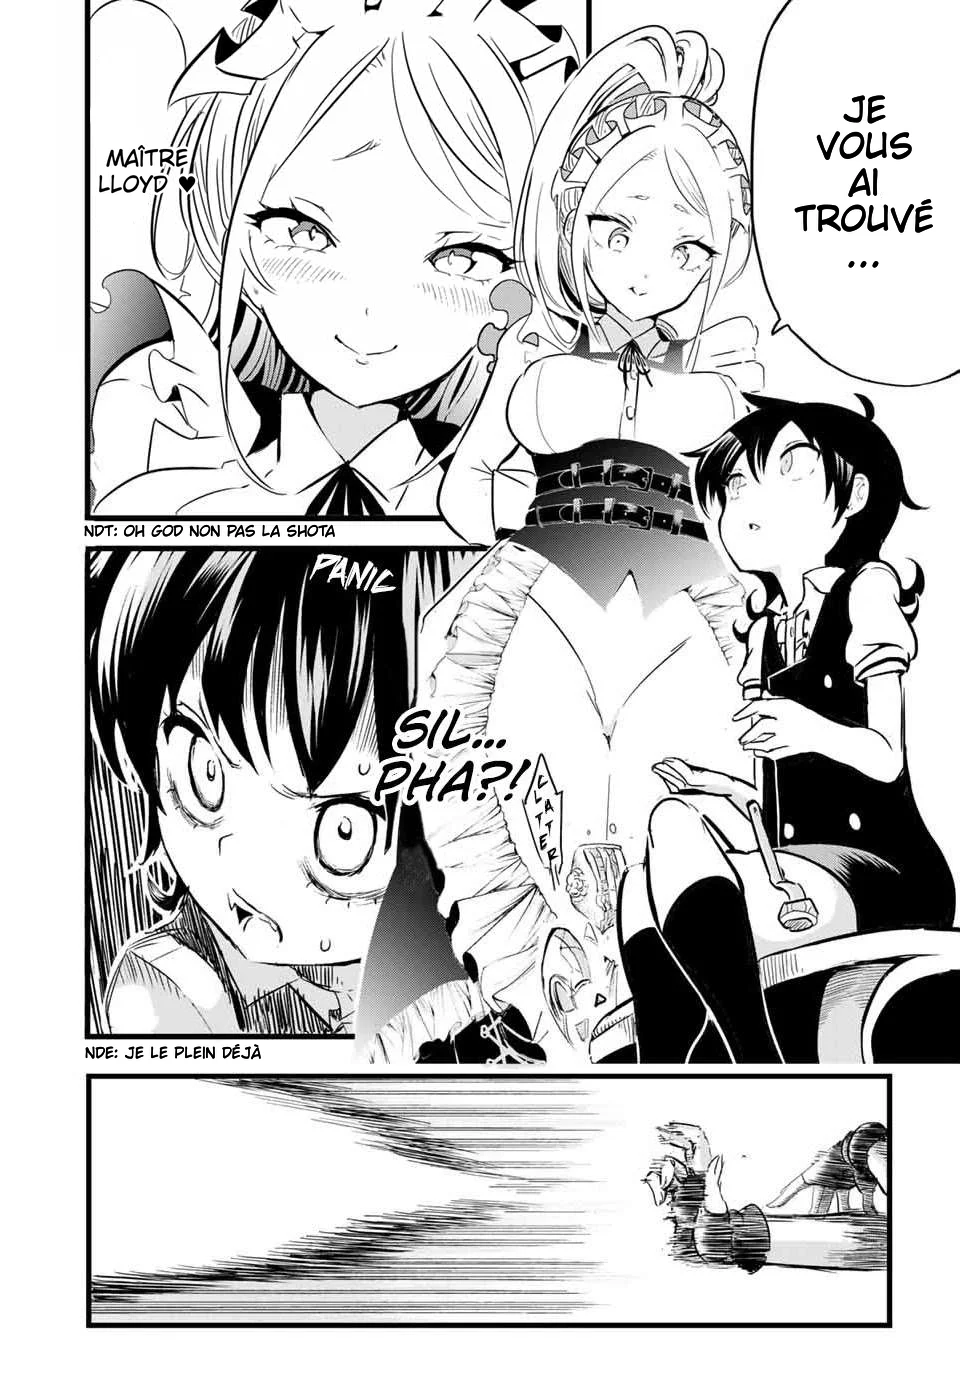 JE
VOUS
AI
TROUVÉ
...
MAÎTRE
LLOYD ♥
NDT: OH GOD NON PAS LA SHOTA
PANIC
SIL...
PHA?!
CLATTER
CLATTER
NDE: JE LE PLEIN DÉJÀ